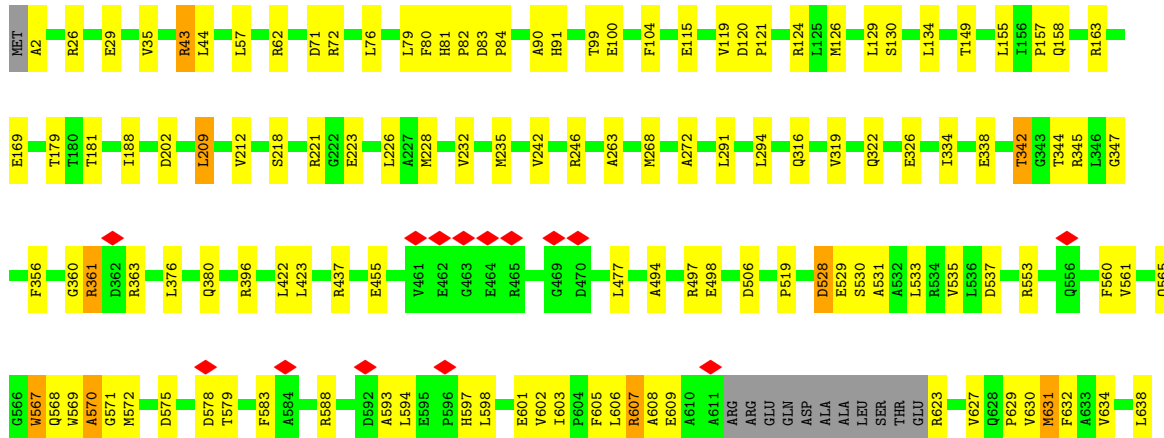 MET A2 R26 E29 V35 R43 L44 L57 R62 D71 R72 L76 L79 F80 H81 P82 D83 P84 A90 H91 T99 E100 F104 E115 V119 D120 P121 R124 L125 M126 L129 S130 L134 T149 L155 I156 P157 Q158 R163
E169 T179 T180 T181 I188 D202 L209 V212 S218 R221 G222 E223 L226 A227 M228 V232 M235 V242 R246 A263 M268 A272 L291 L294 Q316 V319 Q322 E326 I334 E338 T342 G343 T344 R345 L346 G347
F356 G360 R361 D362 R363 L376 Q380 R396 L422 L423 R437 E455 V461 E462 G463 E464 R465 G469 D470 L477 A494 R497 E498 D506 P519 D528 E529 S530 A531 A532 L533 R534 V535 L536 D537 R553 Q556 F560 V561 Q565
G566 W567 Q568 W569 A570 G571 M572 D575 D578 T579 F583 A584 R588 D592 A593 L594 E595 P596 H597 L598 E601 V602 I603 P604 F605 L606 R607 A608 E609 A610 A611 ARG ARG GLU GLN ASP ALA ALA LEU SER THR GLU R623 V627 Q628 P629 V630 M631 F632 A633 V634 L638